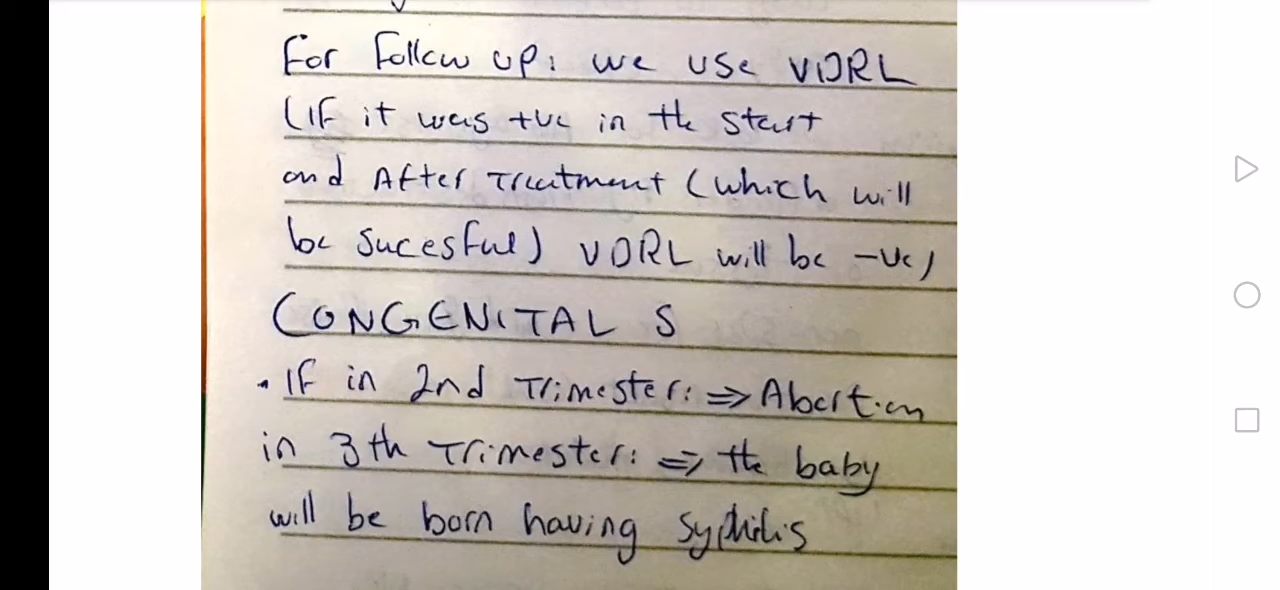 For Follow up: we use VDRL
(IF it was +ve in the start
and After Treatment (which will
be sucesful) VDRL will be -ve)
CONGENITAL S
. IF in 2nd Trimester: => Abortion
in 3th Trimester: => the baby
will be born having syphilis